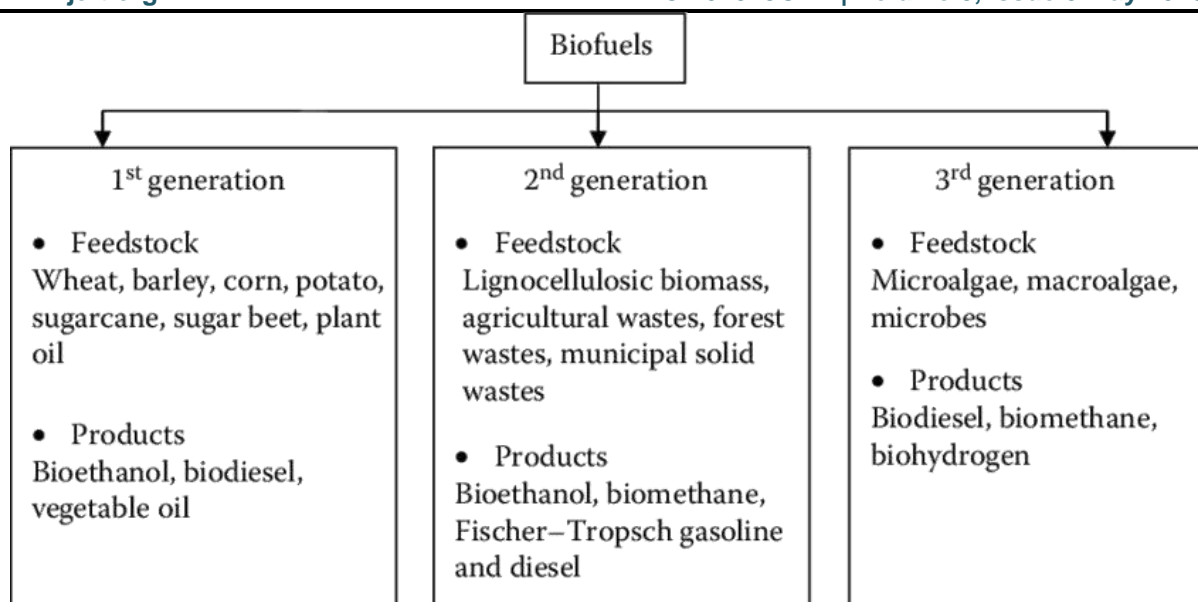 Biofuels
1st generation
• Feedstock
Wheat, barley, corn, potato,
sugarcane, sugar beet, plant
oil
• Products
Bioethanol, biodiesel,
vegetable oil
2nd generation
• Feedstock
Lignocellulosic biomass,
agricultural wastes, forest
wastes, municipal solid
wastes
• Products
Bioethanol, biomethane,
Fischer–Tropsch gasoline
and diesel
3rd generation
• Feedstock
Microalgae, macroalgae,
microbes
• Products
Biodiesel, biomethane,
biohydrogen